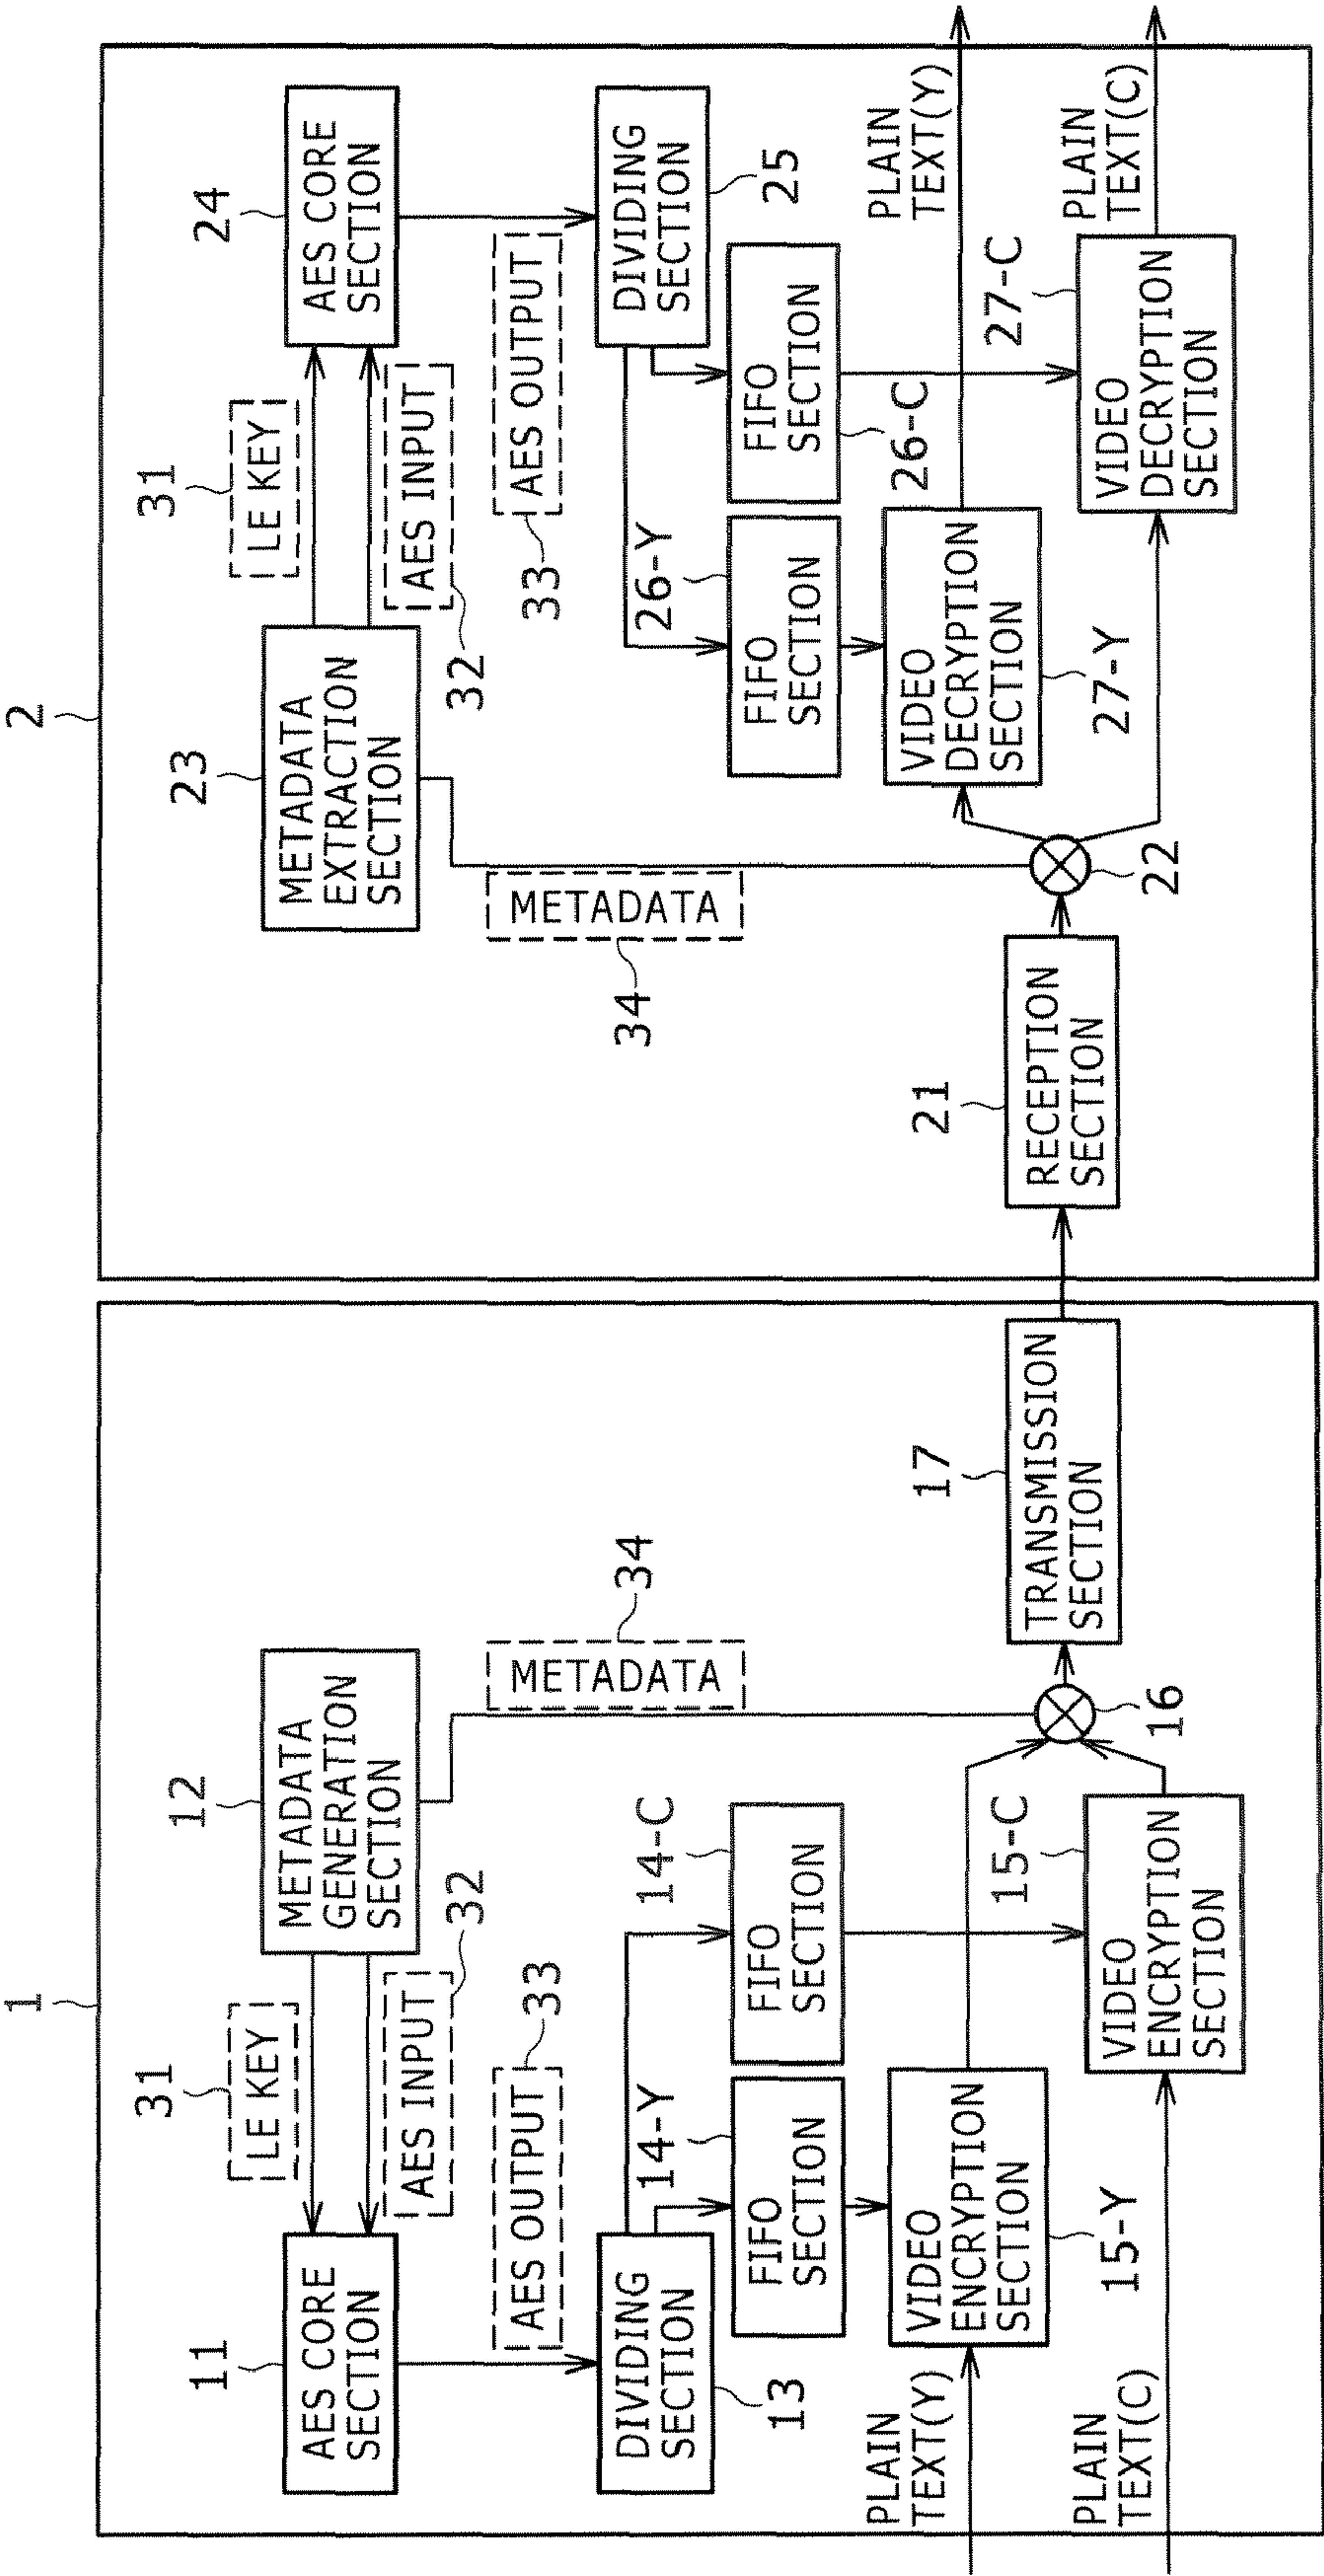 1
31
LE KEY
11
AES CORE
SECTION
12
METADATA
GENERATION
SECTION
AES INPUT
32
AES OUTPUT
33
METADATA
34
DIVIDING
SECTION
13
14-Y
14-C
FIFO
SECTION
FIFO
SECTION
PLAIN
TEXT(Y)
VIDEO
ENCRYPTION
SECTION
15-Y
15-C
17
TRANSMISSION
SECTION
16
PLAIN
TEXT(C)
VIDEO
ENCRYPTION
SECTION
2
31
LE KEY
23
METADATA
EXTRACTION
SECTION
24
AES CORE
SECTION
AES INPUT
32
AES OUTPUT
33
METADATA
34
DIVIDING
SECTION
25
26-Y
FIFO
SECTION
FIFO
SECTION
26-C
21
RECEPTION
SECTION
VIDEO
DECRYPTION
SECTION
27-Y
27-C
PLAIN
TEXT(Y)
22
VIDEO
DECRYPTION
SECTION
PLAIN
TEXT(C)